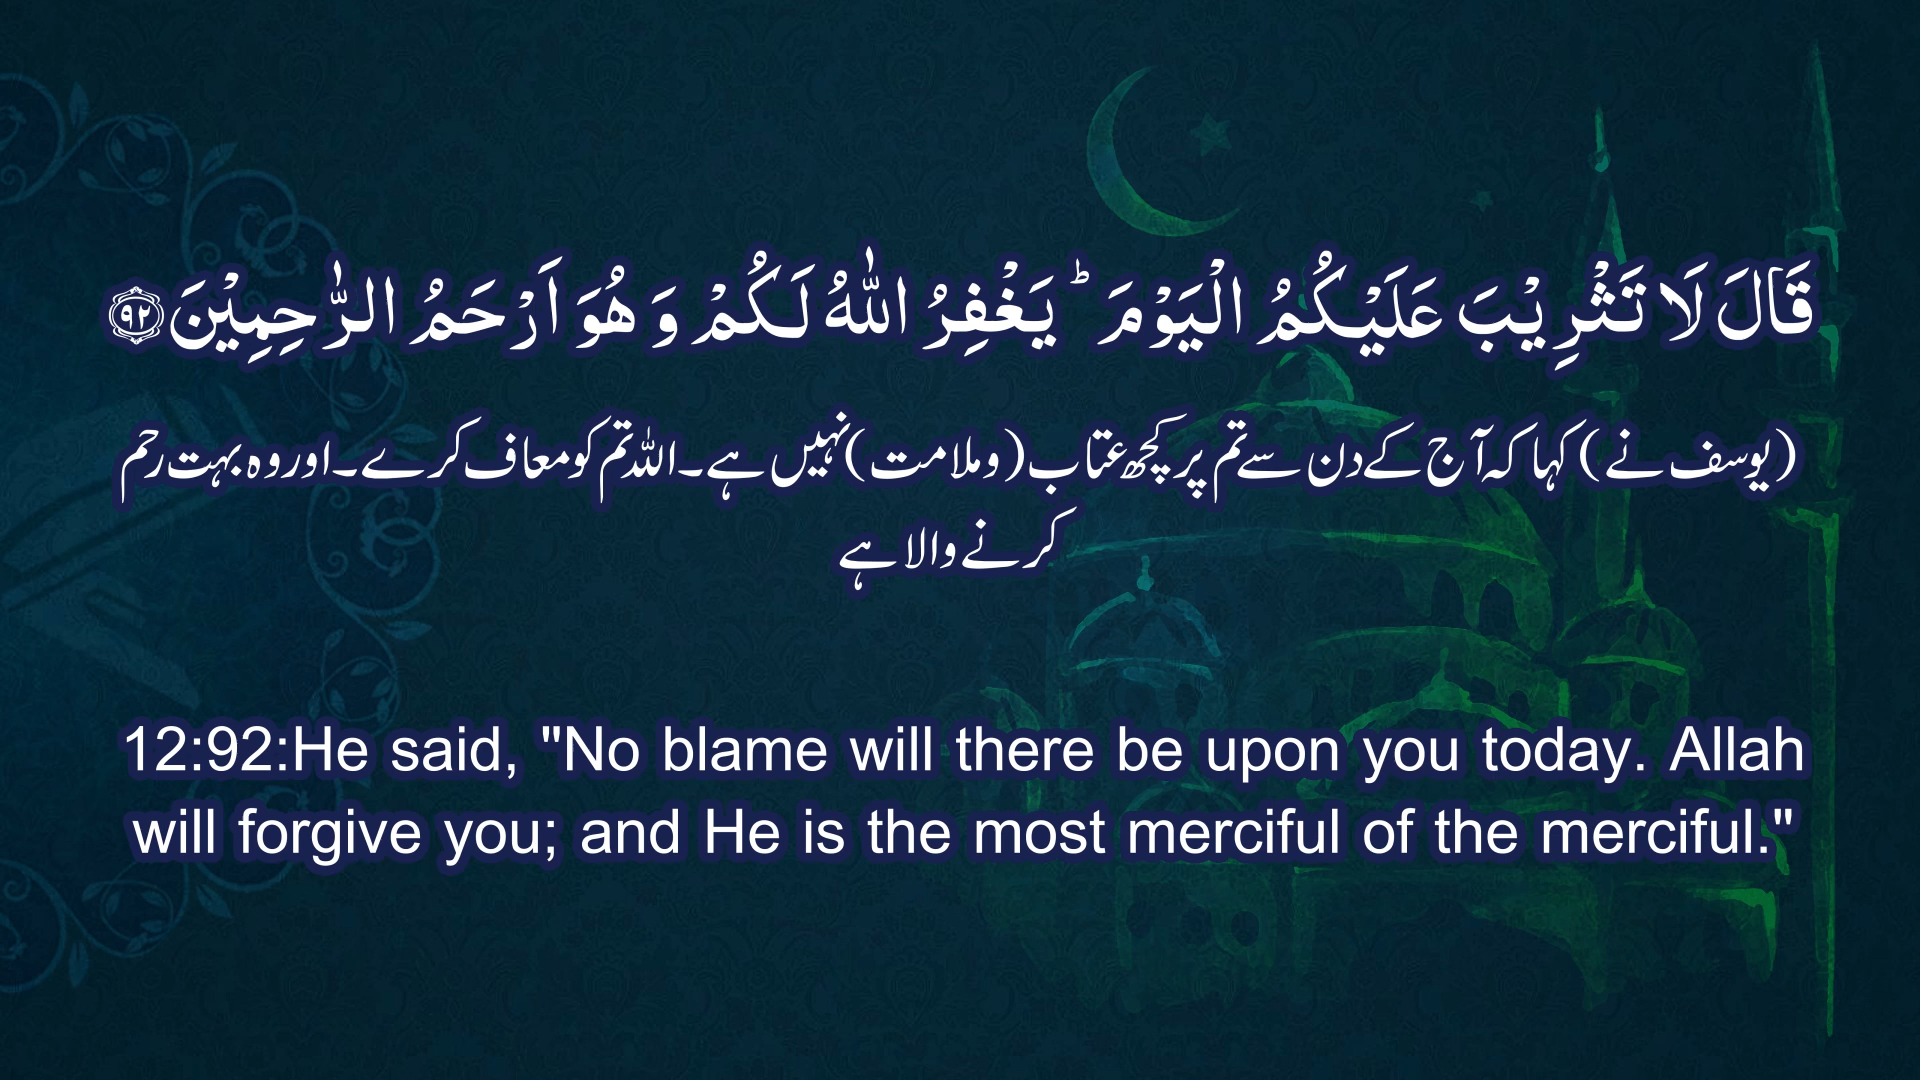 قَالَ لَا تَثْرِيْبَ عَلَيْكُمُ الْيَوْمَ ؕ يَغْفِرُ اللّٰهُ لَـكُمْ وَ هُوَ اَرْحَمُ الرّٰحِمِيْنَ ﴿۹۲﴾
(یوسف نے) کہا کہ آج کے دن سے تم پر کچھ عتاب (و ملامت) نہیں ہے۔ اللہ تم کو معاف کرے۔ اور وہ بہت رحم
کرنے والا ہے
12:92:He said, "No blame will there be upon you today. Allah
will forgive you; and He is the most merciful of the merciful."